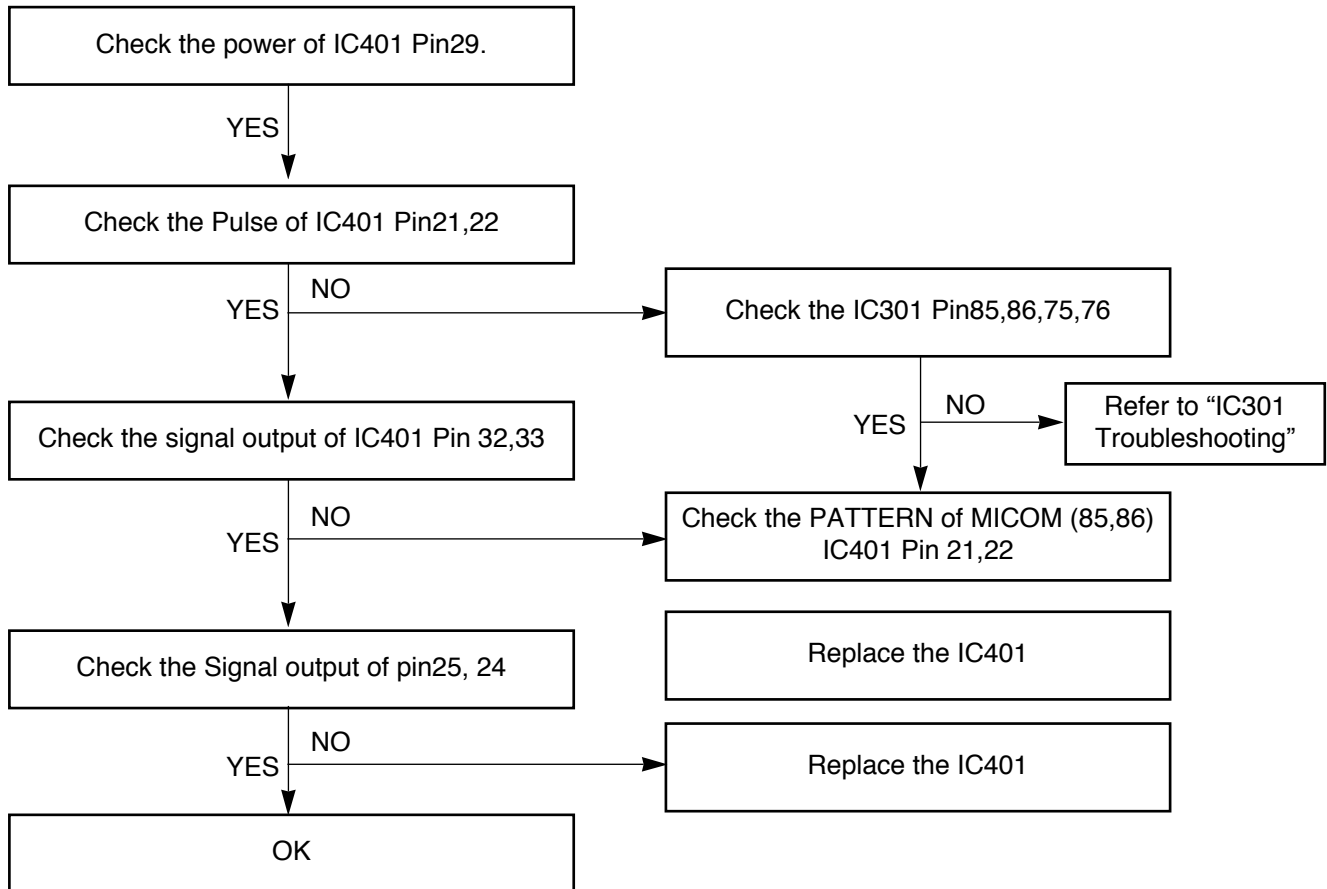 Check the power of IC401 Pin29.
YES
Check the Pulse of IC401 Pin21,22
NO
YES
Check the IC301 Pin85,86,75,76
NO
YES
Refer to “IC301
Troubleshooting”
Check the signal output of IC401 Pin 32,33
NO
YES
Check the PATTERN of MICOM (85,86)
IC401 Pin 21,22
Replace the IC401
Check the Signal output of pin25, 24
NO
YES
Replace the IC401
OK